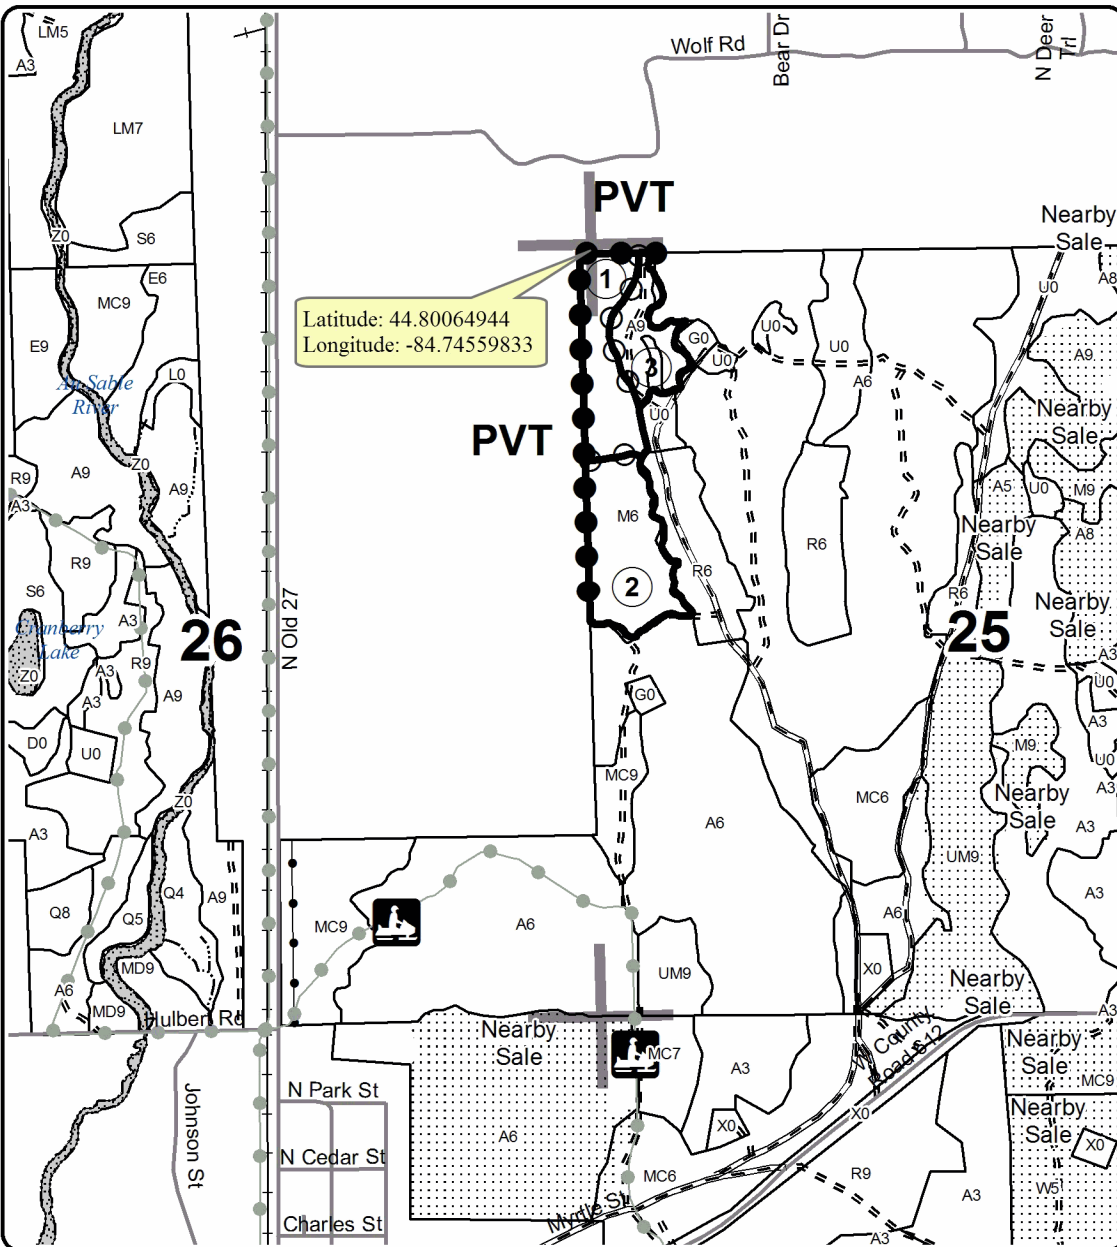 LM5
A3
Wolf Rd
Bear Dr
N Deer
Trl
LM7
PVT
Nearby
Sale
Z0
S6
E6
U0
A8
MC9
1
Latitude: 44.80064944
Longitude: -84.74559833
A9
G0
U0
U0
U0
E9
A9
L0
3
A6
Au Sable
River
U0
Nearby
Sale
PVT
Z0
A9
R9
A9
A3
A5
U0
M9
M6
Nearby
Sale
A8
R6
R9
R6
2
R6
S6
N Old 27
Nearby
Sale
A3
Cranberry
Lake
26
25
A3
R9
A3
Z0
A3
A9
G0
U0
A3
D0
U0
M9
U0
MC9
A3
Z0
MC6
Nearby
Sale
A6
A3
A3
UM9
Q4
A9
A3
Q8
Q5
MC9
A6
A6
MD9
UM9
X0
Nearby
Sale
A6
MD9
Hulbert Rd
A3
Nearby
Sale
W County
Road 612
Nearby
Sale
MC7
A3
MC9
Johnson St
N Park St
X0
Nearby
Sale
X0
A6
X0
N Cedar St
MC6
R9
A3
W5
Myrtle St
Charles St
A3